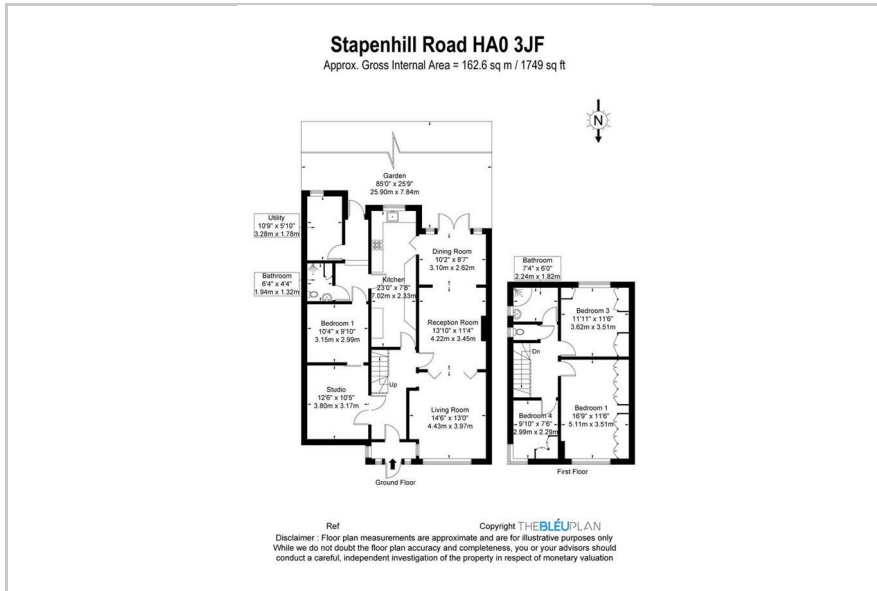 Stapenhill Road HA0 3JF
Approx. Gross Internal Area = 162.6 sq m / 1749 sq ft
N
Garden
85'0" x 25'9"
25.90m x 7.84m
Utility
10'9" x 5'10"
3.28m x 1.78m
Bathroom
6'4" x 4'4"
1.94m x 1.32m
Kitchen
23'0" x 7'8"
7.02m x 2.33m
Dining Room
10'2" x 8'7"
3.10m x 2.62m
Bedroom 1
10'4" x 9'10"
3.15m x 2.99m
Reception Room
13'10" x 11'4"
4.22m x 3.45m
Studio
12'6" x 10'5"
3.80m x 3.17m
Up
Living Room
14'6" x 13'0"
4.43m x 3.97m
Ground Floor
Bathroom
7'4" x 6'0"
2.24m x 1.82m
Bedroom 3
11'11" x 11'6"
3.62m x 3.51m
Dn
Bedroom 4
9'10" x 7'6"
2.99m x 2.29m
Bedroom 1
16'9" x 11'6"
5.11m x 3.51m
First Floor
Ref
Copyright THEBLÉUPLAN
Disclaimer : Floor plan measurements are approximate and are for illustrative purposes only
While we do not doubt the floor plan accuracy and completeness, you or your advisors should
conduct a careful, independent investigation of the property in respect of monetary valuation